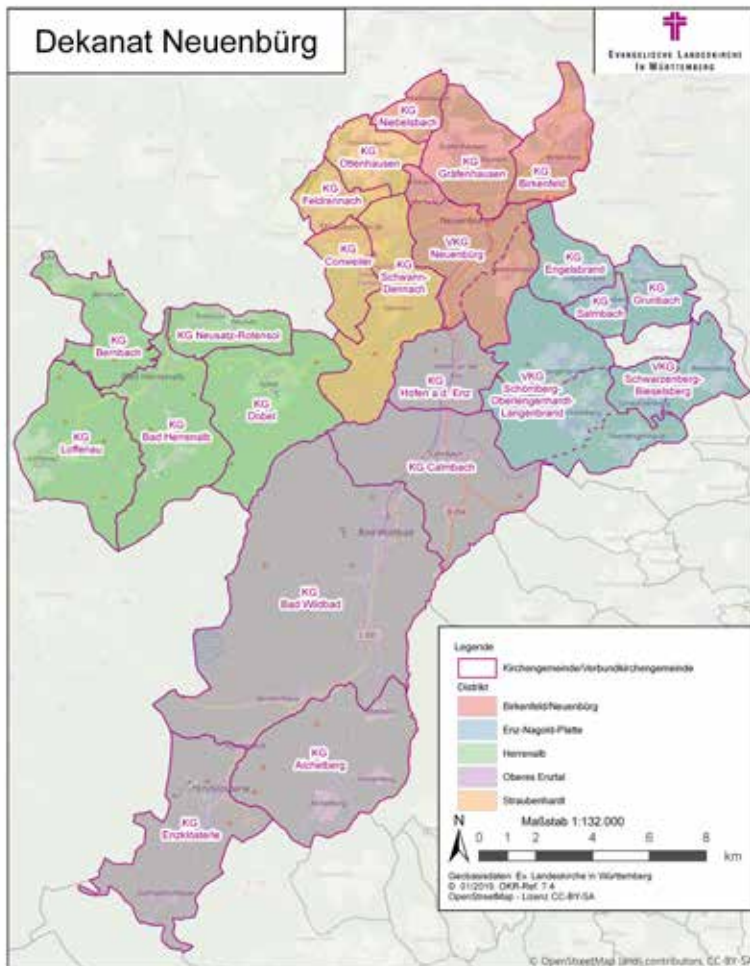 Dekanat Neuenbürg
EVANGELISCHE LANDESKIRCHE
IN WÜRTTEMBERG
KG
Niebelsbach
KG
Ottenhausen
KG
Gräfenhausen
KG
Birkenfeld
KG
Feldrennach
KG
Conweiler
KG
Schwann-
Dennach
VKG
Neuenbürg
KG
Engelsbrand
KG
Salmbach
KG
Grunbach
KG
Bernbach
KG Neusatz-Rotensol
KG
Hofen a.d. Enz
VKG
Schömberg-
Oberlengenhardt-
Langenbrand
VKG
Schwarzenberg-
Bieselsberg
KG
Loffenau
KG
Bad Herrenalb
KG
Dobel
KG Calmbach
Bad Wildbad
KG
Bad Wildbad
KG
Aichelberg
KG
Enzklösterle
Legende
Kirchengemeinde/Verbundkirchengemeinde
Distrikt
Birkenfeld/Neuenbürg
Enz-Nagold-Platte
Herrenalb
Oberes Enztal
Straubenhardt
N
Maßstab 1:132.000
0 1 2 4 6 8
km
Geobasisdaten: Ev. Landeskirche in Württemberg
© 01/2019, OKR-Ref. 7.4
OpenStreetMap - Lizenz CC-BY-SA
© OpenStreetMap (and) contributors, CC-BY-SA